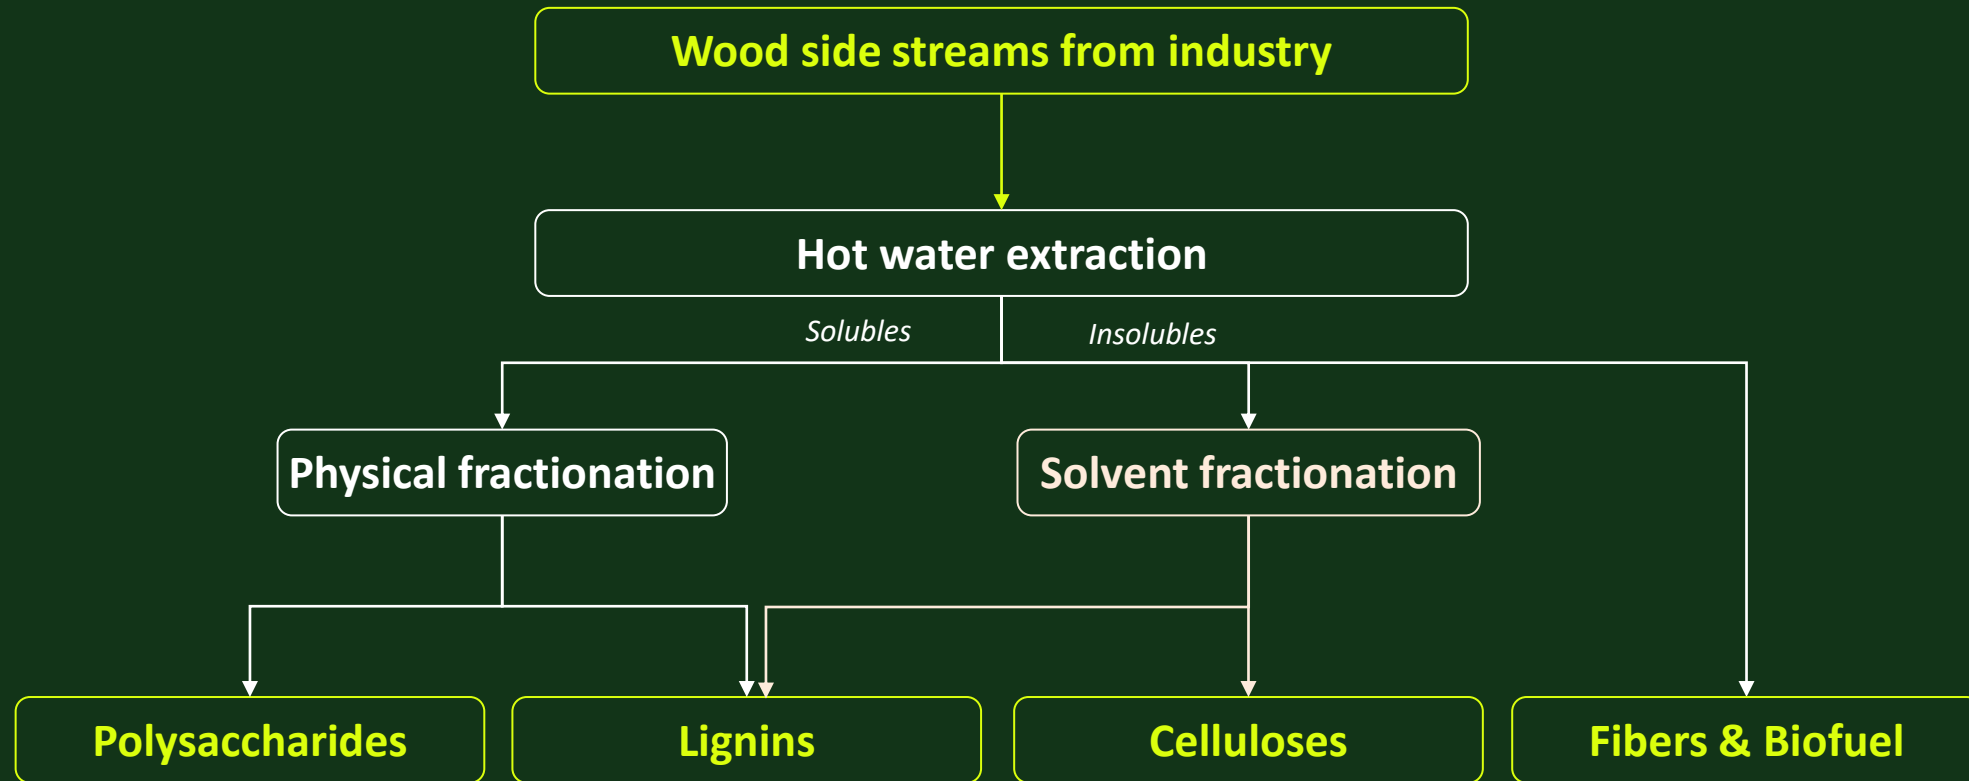 Wood side streams from industry
Hot water extraction
Solubles
Insolubles
Physical fractionation
Solvent fractionation
Polysaccharides
Lignins
Celluloses
Fibers & Biofuel